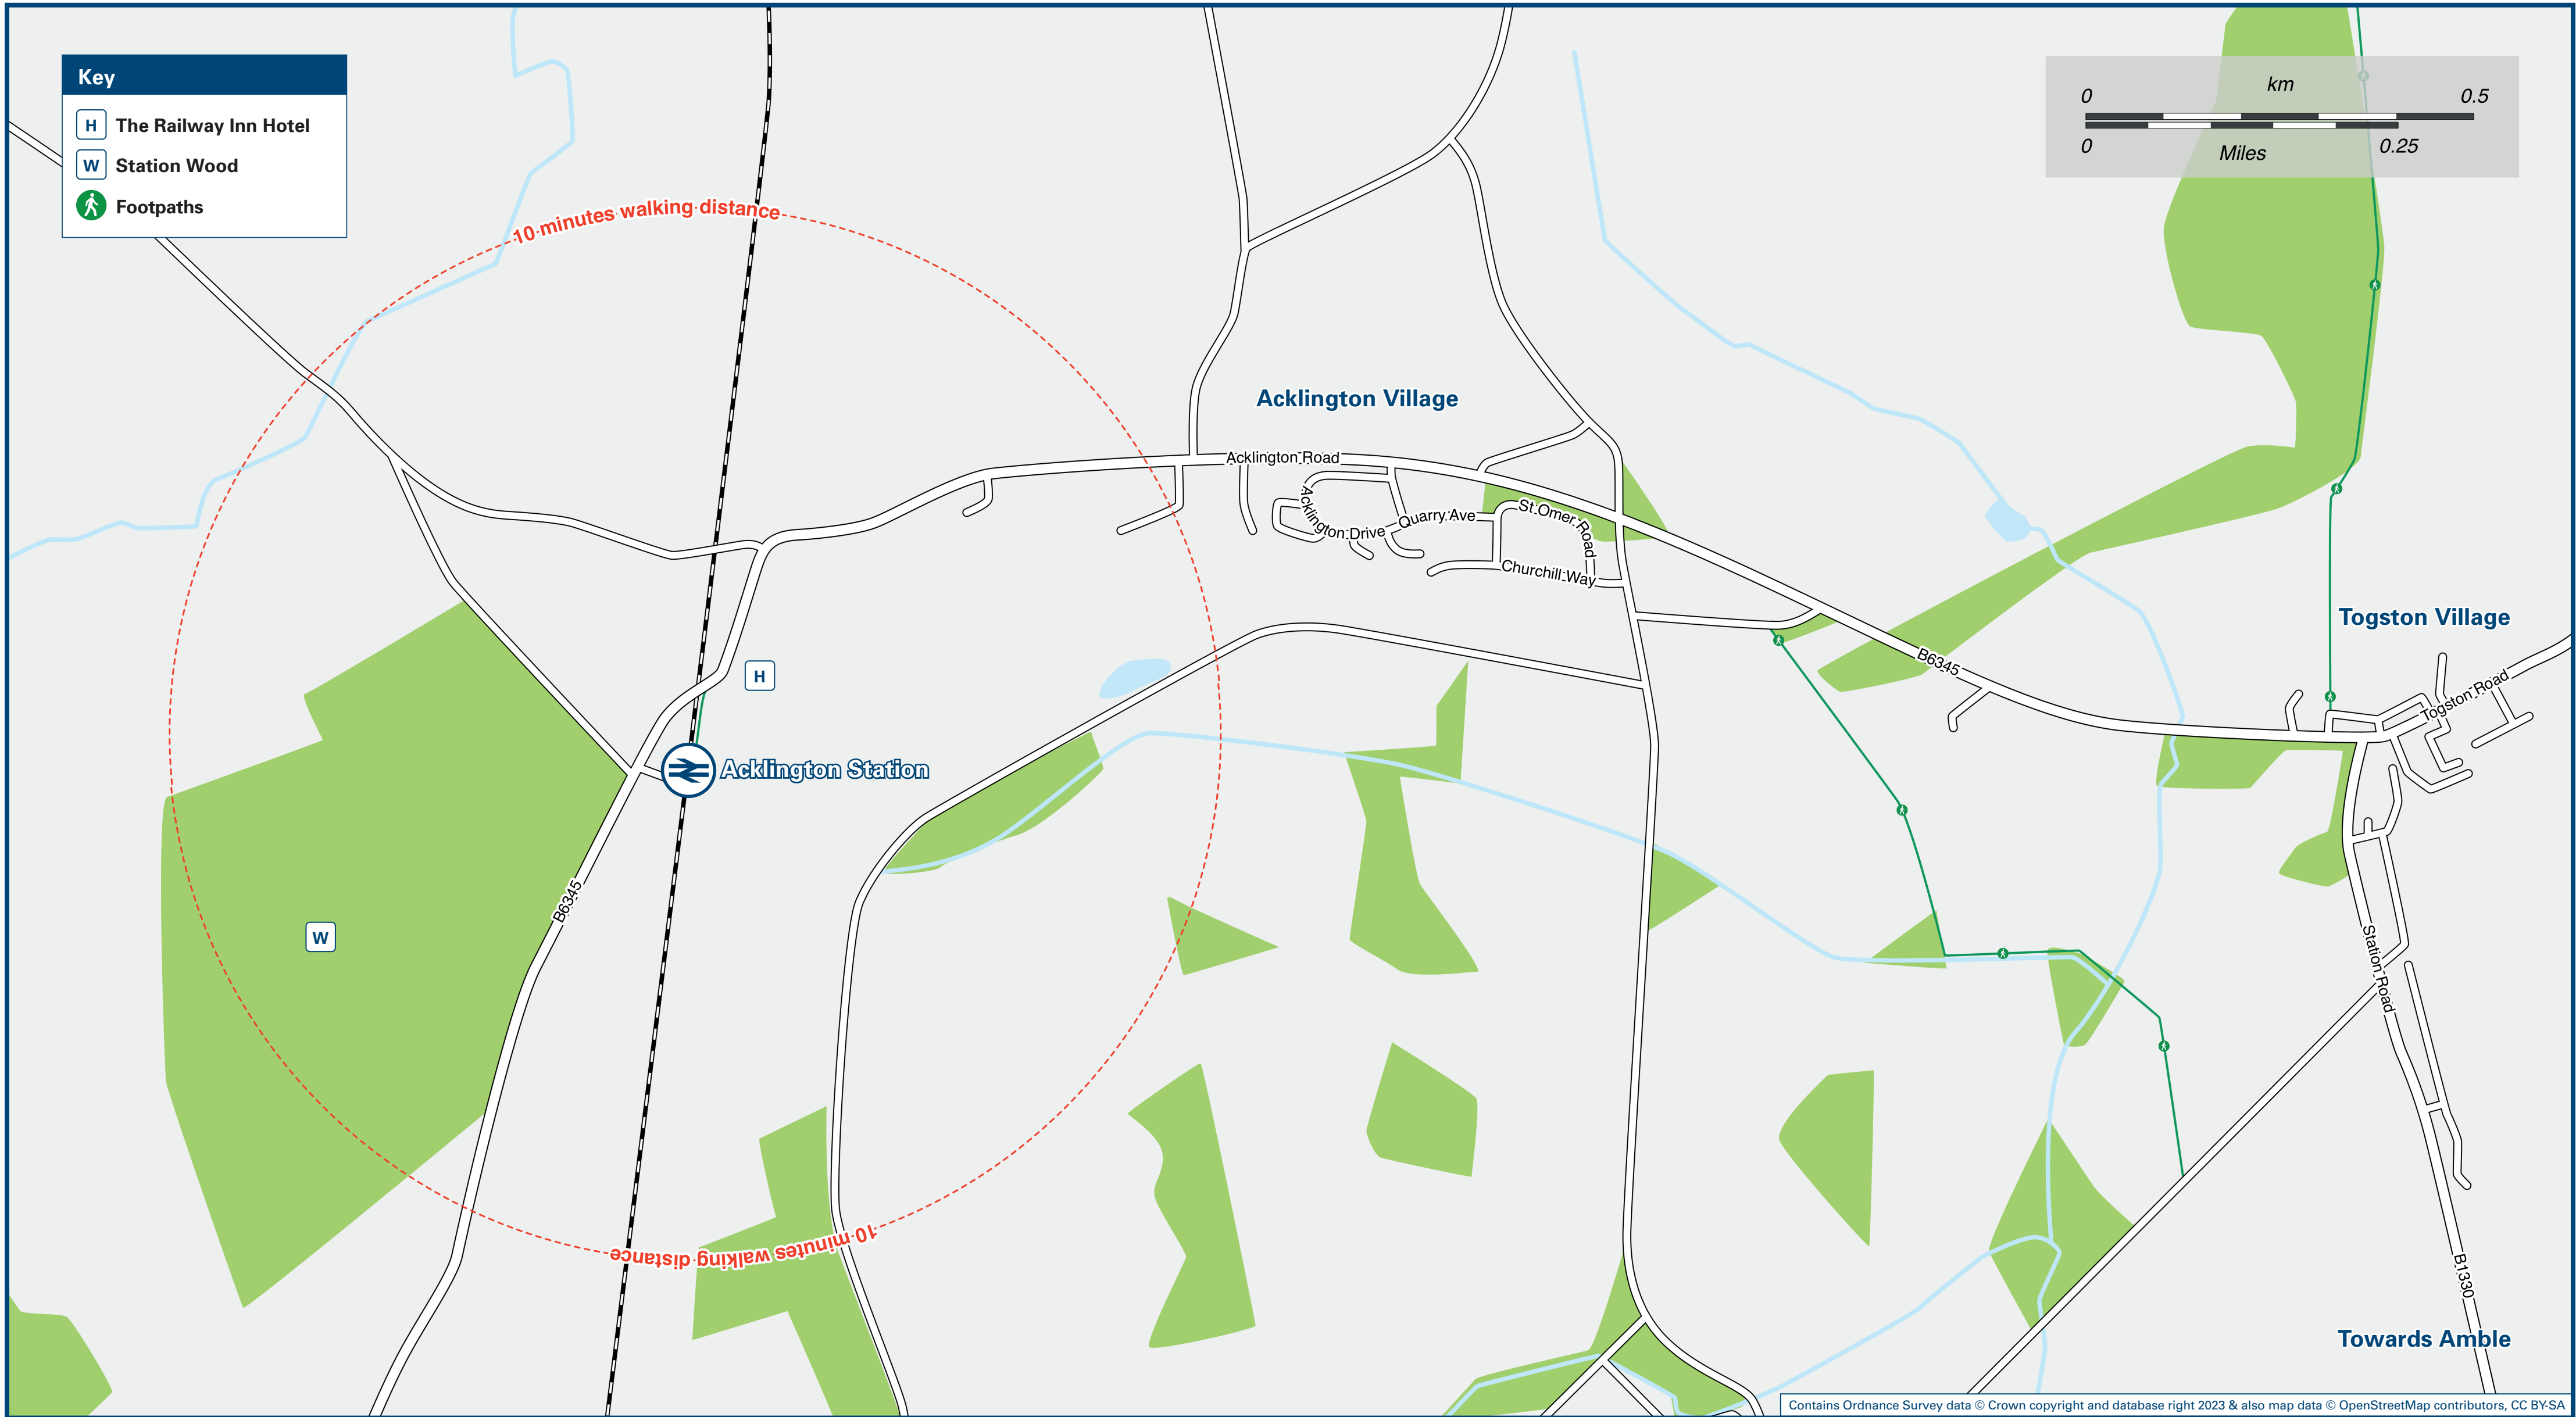 Key
H The Railway Inn Hotel
W Station Wood
Footpaths
km
0 0.5
0 0.25
Miles
10 minutes walking distance
Acklington Village
Acklington Road
Acklington Drive
Quarry Ave
St Omer Road
Churchill Way
B6345
Togston Village
Togston Road
H
Acklington Station
B6345
W
Station Road
10 minutes walking distance
B1330
Towards Amble
Contains Ordnance Survey data © Crown copyright and database right 2023 & also map data © OpenStreetMap contributors, CC BY-SA